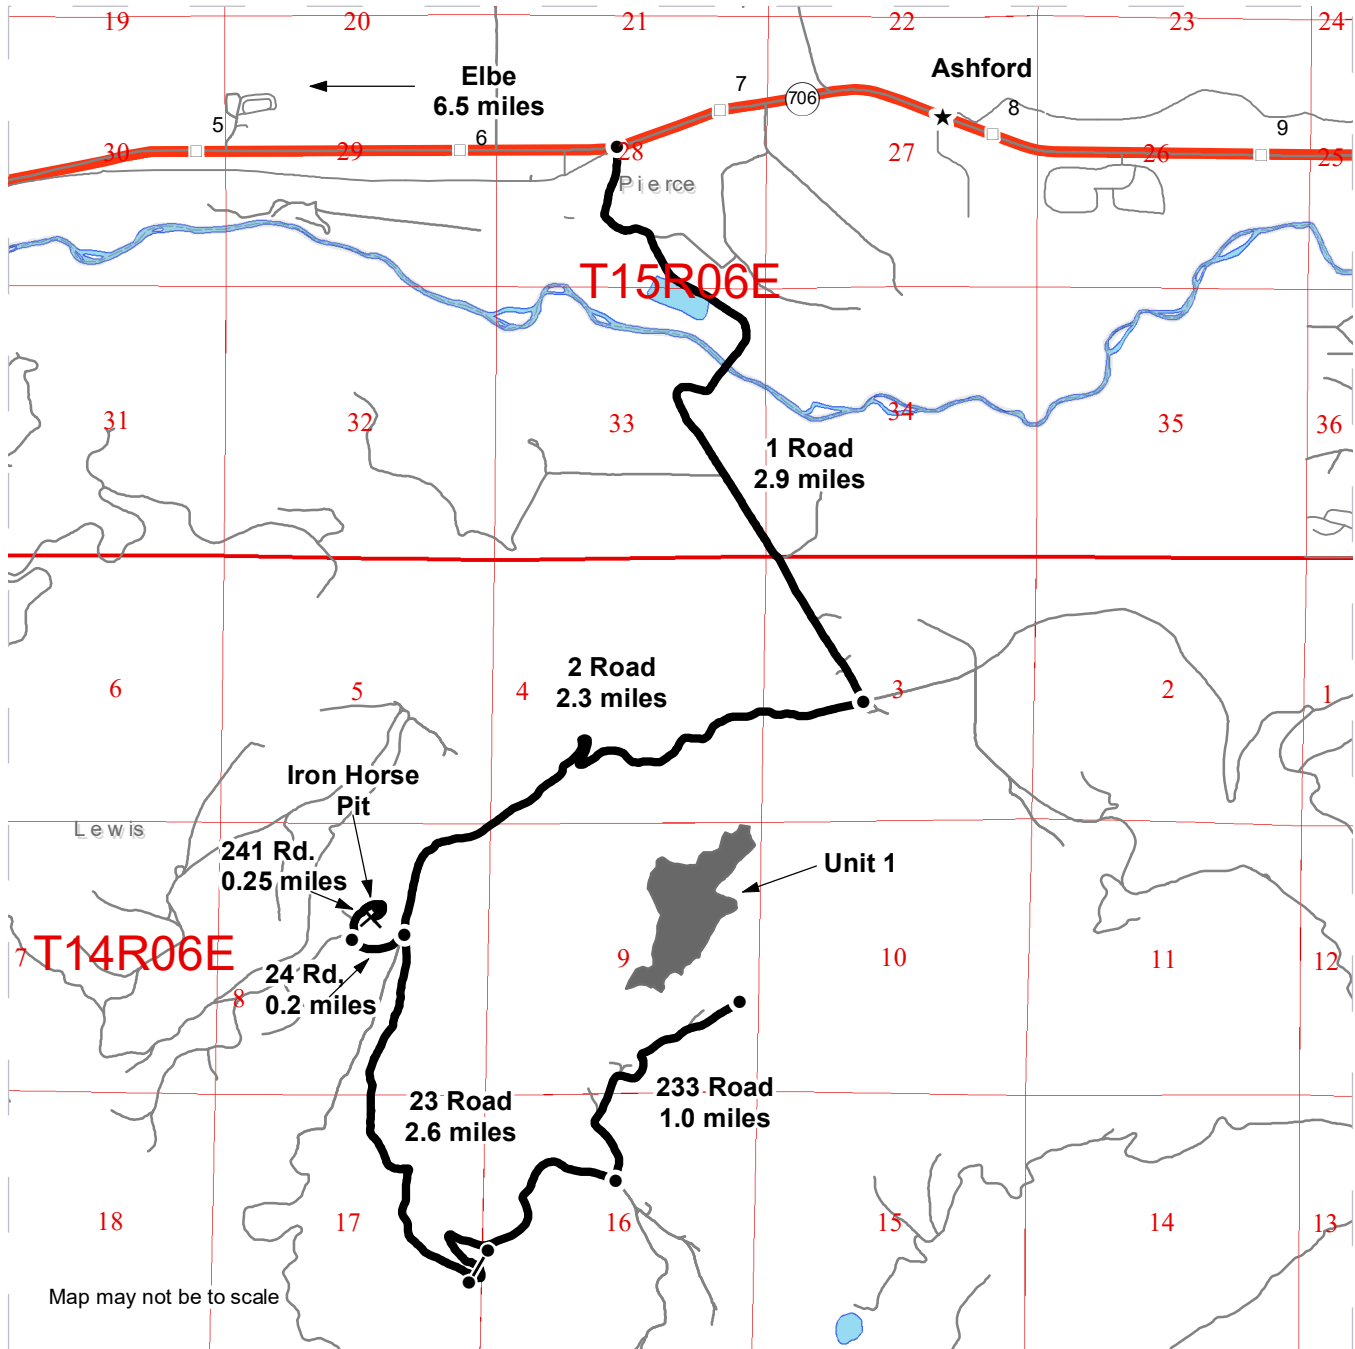 19
20
21
22
23
24
Elbe
6.5 miles
7
706
Ashford
8
5
6
9
30
29
28
27
26
25
Pierce
T15R06E
31
32
33
34
35
36
1 Road
2.9 miles
2 Road
2.3 miles
6
5
4
3
2
1
Iron Horse
Pit
Lewis
241 Rd.
0.25 miles
Unit 1
7
T14R06E
24 Rd.
0.2 miles
8
9
10
11
12
23 Road
2.6 miles
233 Road
1.0 miles
18
17
16
15
14
13
Map may not be to scale